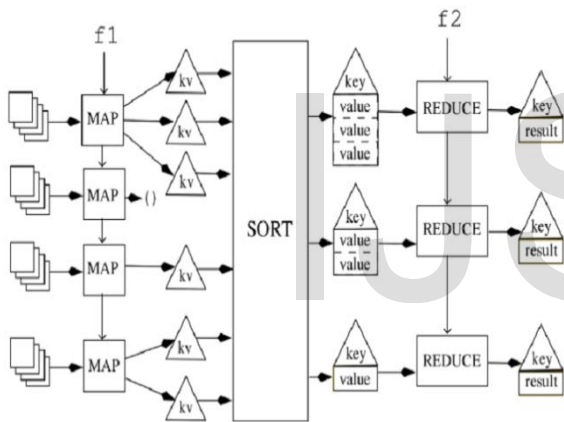 f1
MAP
MAP
MAP
MAP
()
kv
kv
kv
kv
kv
kv
SORT
key
value
value
value
key
value
value
key
value
f2
REDUCE
REDUCE
REDUCE
key
result
key
result
key
result
IJS